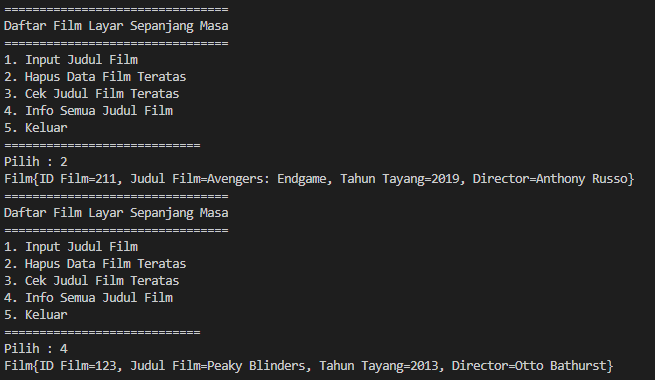 ================================
Daftar Film Layar Sepanjang Masa
================================
1. Input Judul Film
2. Hapus Data Film Teratas
3. Cek Judul Film Teratas
4. Info Semua Judul Film
5. Keluar
============================
Pilih : 2
Film{ID Film=211, Judul Film=Avengers: Endgame, Tahun Tayang=2019, Director=Anthony Russo}
================================
Daftar Film Layar Sepanjang Masa
================================
1. Input Judul Film
2. Hapus Data Film Teratas
3. Cek Judul Film Teratas
4. Info Semua Judul Film
5. Keluar
============================
Pilih : 4
Film{ID Film=123, Judul Film=Peaky Blinders, Tahun Tayang=2013, Director=Otto Bathurst}